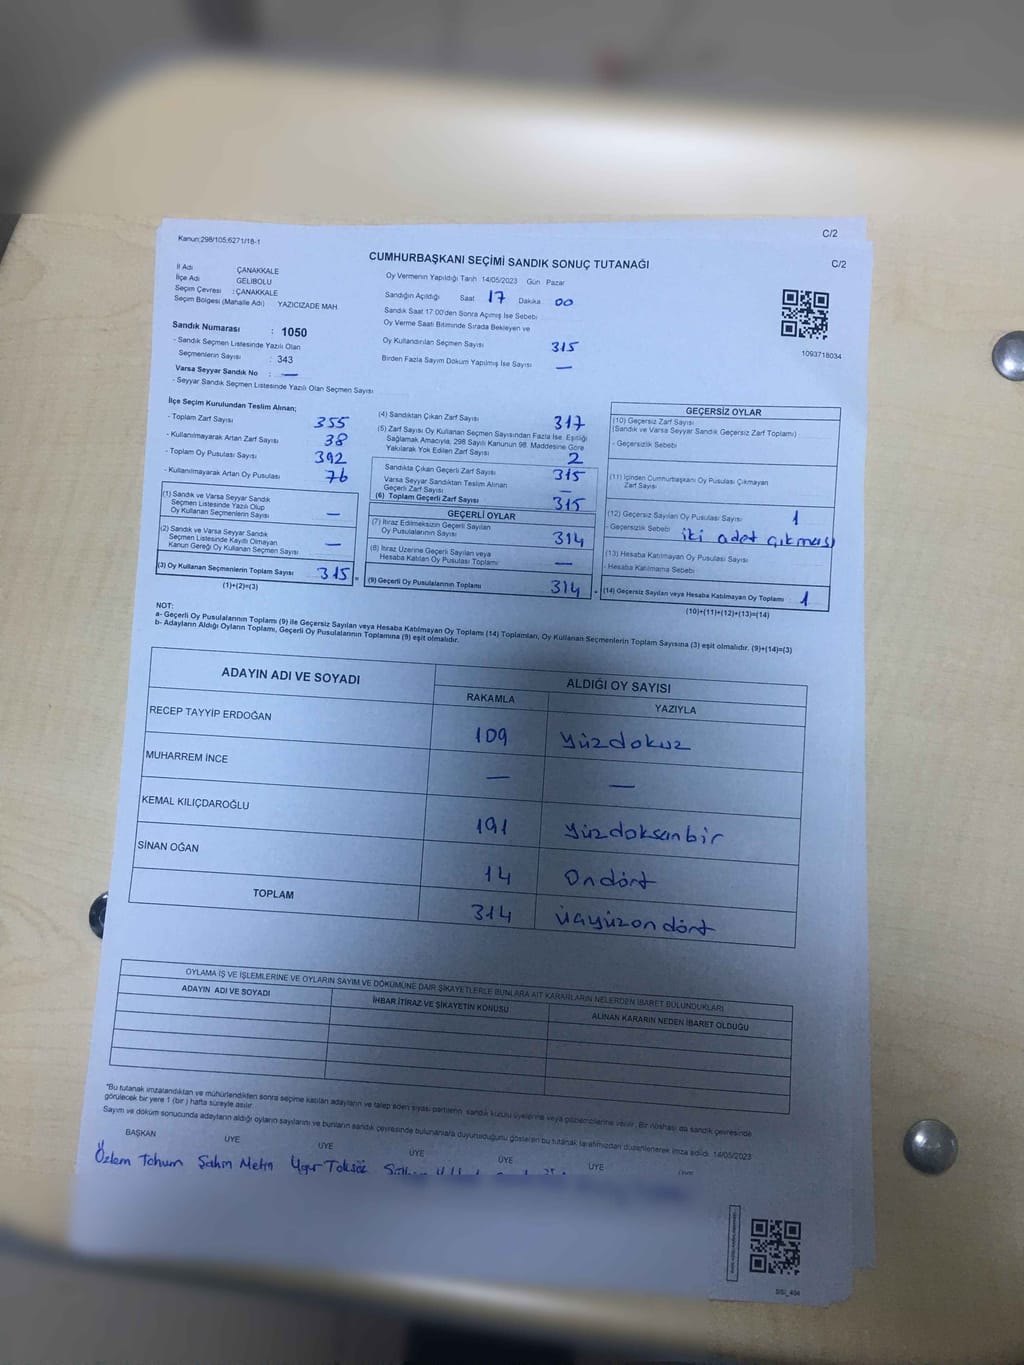 C/2
Kanun;298/105;6271/18-1
CUMHURBAŞKANI SEÇİMİ SANDIK SONUÇ TUTANAĞI
C/2
İl Adı ÇANAKKALE
İlçe Adı GELİBOLU
Seçim Çevresi : ÇANAKKALE
Seçim Bölgesi (Mahalle Adı) YAZICIZADE MAH.
Sandık Numarası : 1050
- Sandık Seçmen Listesinde Yazılı Olan
Seçmenlerin Sayısı : 343
Varsa Seyyar Sandık No : —
- Seyyar Sandık Seçmen Listesinde Yazılı Olan Seçmen Sayısı
Oy Vermenin Yapıldığı Tarih 14/05/2023 Gün Pazar
Sandığın Açıldığı Saat 17 Dakika 00
Sandık Saat 17:00'den Sonra Açımış İse Sebebi
Oy Verme Saati Bitiminde Sırada Bekleyen ve
Oy Kullandırılan Seçmen Sayısı 315
Birden Fazla Sayım Döküm Yapılmış İse Sayısı —
1093718034
İlçe Seçim Kurulundan Teslim Alınan;
- Toplam Zarf Sayısı 355
- Kullanılmayarak Artan Zarf Sayısı 38
- Toplam Oy Pusulası Sayısı 392
- Kullanılmayarak Artan Oy Pusulası 76
(1) Sandık ve Varsa Seyyar Sandık
Seçmen Listesinde Yazılı Olup
Oy Kullanan Seçmenlerin Sayısı —
(2) Sandık ve Varsa Seyyar Sandık
Seçmen Listesinde Kayıtlı Olmayan
Kanun Gereği Oy Kullanan Seçmen Sayısı —
(3) Oy Kullanan Seçmenlerin Toplam Sayısı 315 =
(1)+(2)=(3)
(4) Sandıktan Çıkan Zarf Sayısı 317
(5) Zarf Sayısı Oy Kullanan Seçmen Sayısından Fazla İse, Eşitliği
Sağlamak Amacıyla, 298 Sayılı Kanunun 98. Maddesine Göre
Yakılarak Yok Edilen Zarf Sayısı 2
Sandıkta Çıkan Geçerli Zarf Sayısı 315
Varsa Seyyar Sandıktan Teslim Alınan
Geçerli Zarf Sayısı —
(6) Toplam Geçerli Zarf Sayısı 315
GEÇERLİ OYLAR
(7) İtiraz Edilmeksizin Geçerli Sayılan
Oy Pusulalarının Sayısı 314
(8) İtiraz Üzerine Geçerli Sayılan veya
Hesaba Katılan Oy Pusulası Toplamı —
(9) Geçerli Oy Pusulalarının Toplamı 314 +
GEÇERSİZ OYLAR
(10) Geçersiz Zarf Sayısı
(Sandık ve Varsa Seyyar Sandık Geçersiz Zarf Toplamı)
- Geçersizlik Sebebi
(11) İçinden Cumhurbaşkanı Oy Pusulası Çıkmayan
Zarf Sayısı
(12) Geçersiz Sayılan Oy Pusulası Sayısı 1
- Geçersizlik Sebebi iki adet çıkması
(13) Hesaba Katılmayan Oy Pusulası Sayısı
- Hesaba Katılmama Sebebi
(14) Geçersiz Sayılan veya Hesaba Katılmayan Oy Toplamı 1
(10)+(11)+(12)+(13)=(14)
NOT:
a- Geçerli Oy Pusulalarının Toplamı (9) ile Geçersiz Sayılan veya Hesaba Katılmayan Oy Toplamı (14) Toplamları, Oy Kullanan Seçmenlerin Toplam Sayısına (3) eşit olmalıdır. (9)+(14)=(3)
b- Adayların Aldığı Oyların Toplamı, Geçerli Oy Pusulalarının Toplamına (9) eşit olmalıdır.
ADAYIN ADI VE SOYADI
ALDIĞI OY SAYISI
RAKAMLA YAZIYLA
RECEP TAYYİP ERDOĞAN 109 yüzdokuz
MUHARREM İNCE — —
KEMAL KILIÇDAROĞLU 191 yüzdoksanbir
SİNAN OĞAN 14 Ondört
TOPLAM 314 üçyüzondört
OYLAMA İŞ VE İŞLEMLERİNE VE OYLARIN SAYIM VE DÖKÜMÜNE DAİR ŞİKAYETLERLE BUNLARA AİT KARARLARIN NELERDEN İBARET BULUNDUKLARI
ADAYIN ADI VE SOYADI İHBAR İTİRAZ VE ŞİKAYETİN KONUSU ALINAN KARARIN NEDEN İBARET OLDUĞU
*Bu tutanak imzalandıktan ve mühürlendikten sonra seçime katılan adayların ve talep eden siyasi partilerin sandık kurulu üyelerine veya gözlemcilerine verilir. Bir nüshası da sandık çevresinde
görülecek bir yere 1 (bir) hafta süreyle asılır.
Sayım ve döküm sonucunda adayların aldığı oyların sayılarını ve bunların sandık çevresinde bulunanlara duyurulduğunu gösteren bu tutanak tarafımızdan düzenlenerek imza edildi. 14/05/2023
BAŞKAN ÜYE ÜYE ÜYE ÜYE ÜYE
Özlem Tohum Şahin Metin Uğur Toksöz